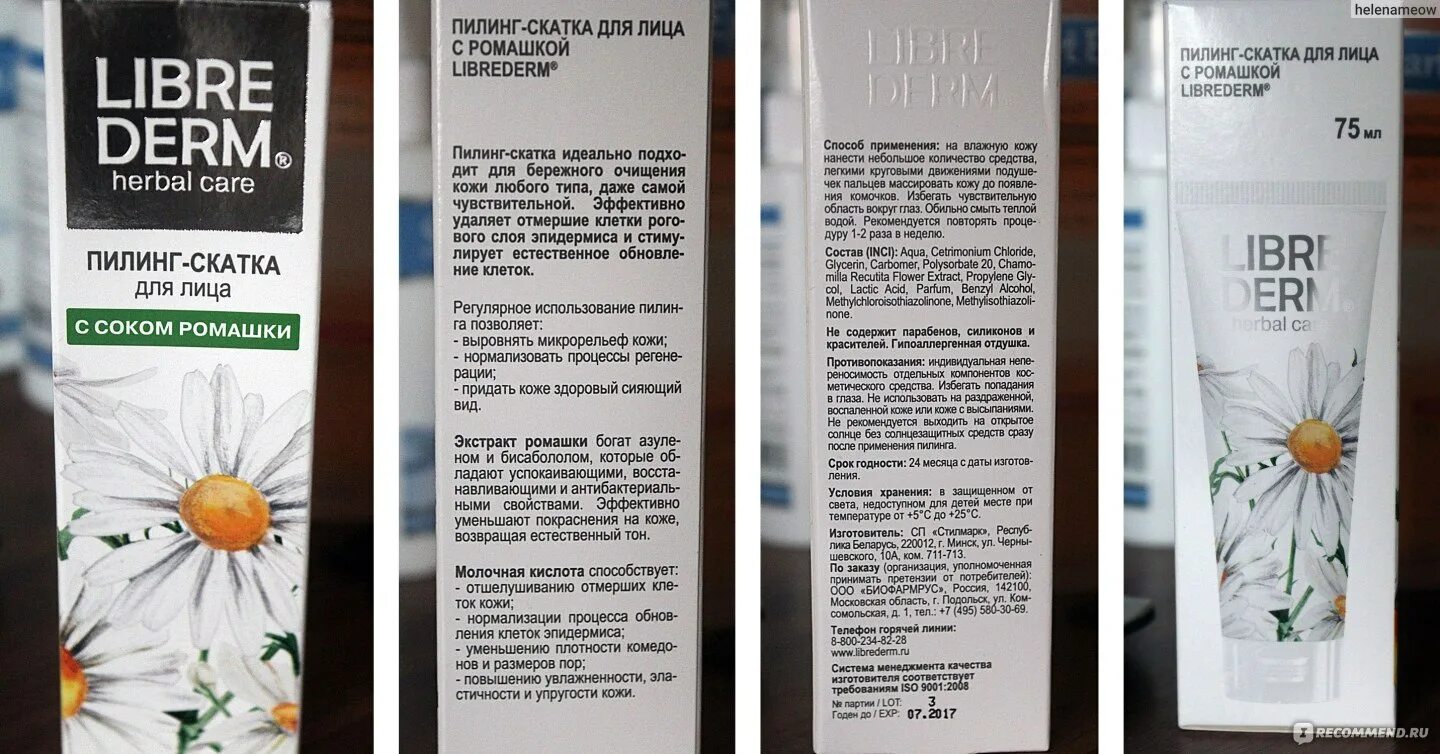 helenameow
LIBRE
DERM®
herbal care
ПИЛИНГ-СКАТКА
для лица
С СОКОМ РОМАШКИ
ПИЛИНГ-СКАТКА ДЛЯ ЛИЦА
С РОМАШКОЙ
LIBREDERM®
Пилинг-скатка идеально подхо-
дит для бережного очищения
кожи любого типа, даже самой
чувствительной. Эффективно
удаляет отмершие клетки рого-
вого слоя эпидермиса и стиму-
лирует естественное обновле-
ние клеток.
Регулярное использование пилин-
га позволяет:
- выровнять микрорельеф кожи;
- нормализовать процессы регене-
рации;
- придать коже здоровый сияющий
вид.
Экстракт ромашки богат азуле-
ном и бисабололом, которые об-
ладают успокаивающими, восста-
навливающими и антибактериаль-
ными свойствами. Эффективно
уменьшают покраснения на коже,
возвращая естественный тон.
Молочная кислота способствует:
- отшелушиванию отмерших кле-
ток кожи;
- нормализации процесса обнов-
ления клеток эпидермиса;
- уменьшению плотности комедо-
нов и размеров пор;
- повышению увлажненности, эла-
стичности и упругости кожи.
LIBRE
DERM
Способ применения: на влажную кожу
нанести небольшое количество средства,
легкими круговыми движениями подуше-
чек пальцев массировать кожу до появле-
ния комочков. Избегать чувствительную
область вокруг глаз. Обильно смыть теплой
водой. Рекомендуется повторять проце-
дуру 1-2 раза в неделю.
Состав (INCI): Aqua, Cetrimonium Chloride,
Glycerin, Carbomer, Polysorbate 20, Chamo-
milla Recutita Flower Extract, Propylene Gly-
col, Lactic Acid, Parfum, Benzyl Alcohol,
Methylchloroisothiazolinone, Methylisothiazoli-
none.
Не содержит парабенов, силиконов и
красителей. Гипоаллергенная отдушка.
Противопоказания: индивидуальная непе-
реносимость отдельных компонентов кос-
метического средства. Избегать попадания
в глаза. Не использовать на раздраженной,
воспаленной коже или коже с высыпаниями.
Не рекомендуется выходить на открытое
солнце без солнцезащитных средств сразу
после применения пилинга.
Срок годности: 24 месяца с даты изготов-
ления.
Условия хранения: в защищенном от
света, недоступном для детей месте при
температуре от +5°С до +25°С.
Изготовитель: СП «Стилмарк», Респуб-
лика Беларусь, 220012, г. Минск, ул. Черны-
шевского, 10А, ком. 711-713.
По заказу (организация, уполномоченная
принимать претензии от потребителей):
ООО «БИОФАРМРУС», Россия, 142100,
Московская область, г. Подольск, ул. Ком-
сомольская, д. 1, тел.: +7 (495) 580-30-69.
Телефон горячей линии:
8-800-234-82-28
www.librederm.ru
Система менеджмента качества
изготовителя соответствует
требованиям ISO 9001:2008
№ партии / LOT: 3
Годен до / EXP: 07.2017
ПИЛИНГ-СКАТКА ДЛЯ ЛИЦА
С РОМАШКОЙ
LIBREDERM®
75 мл
LIBRE
DERM®
herbal care
IRECOMMEND.RU